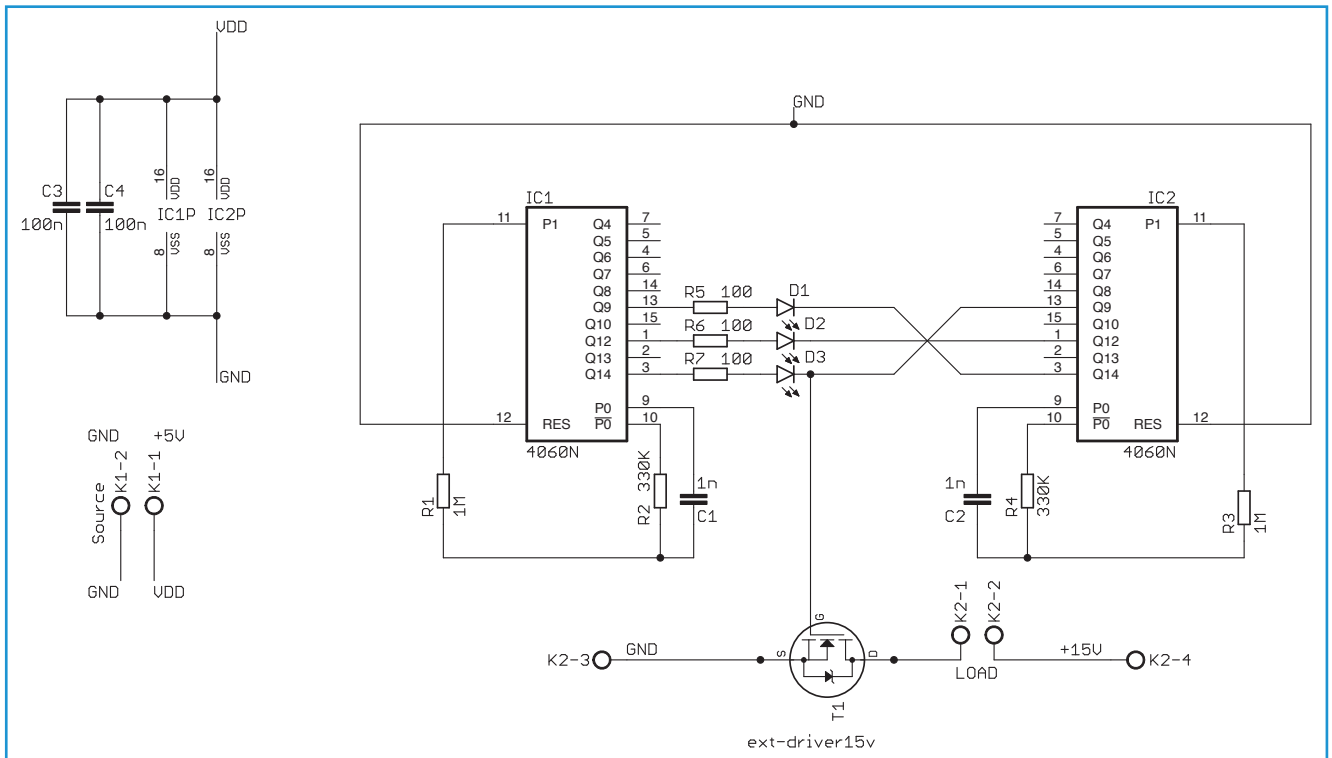 VDD
C3
100n
C4
100n
16
VDD
IC1P
8
VSS
16
VDD
IC2P
8
VSS
GND
GND
+5V
Source
K1-2
K1-1
GND
VDD
GND
IC1
11
P1
Q4
7
Q5
5
Q6
4
Q7
6
Q8
14
Q9
13
Q10
15
Q12
1
Q13
2
Q14
3
P0
9
P0
10
12
RES
4060N
R5 100
D1
R6 100
D2
R7 100
D3
IC2
7
Q4
5
Q5
4
Q6
6
Q7
14
Q8
13
Q9
15
Q10
1
Q12
2
Q13
3
Q14
9
P0
10
P0
P1
11
RES
12
4060N
R1
1M
R2
330K
1n
C1
1n
C2
R4
330K
R3
1M
K2-3
GND
S
G
D
T1
K2-1
K2-2
LOAD
+15V
K2-4
ext-driver15v